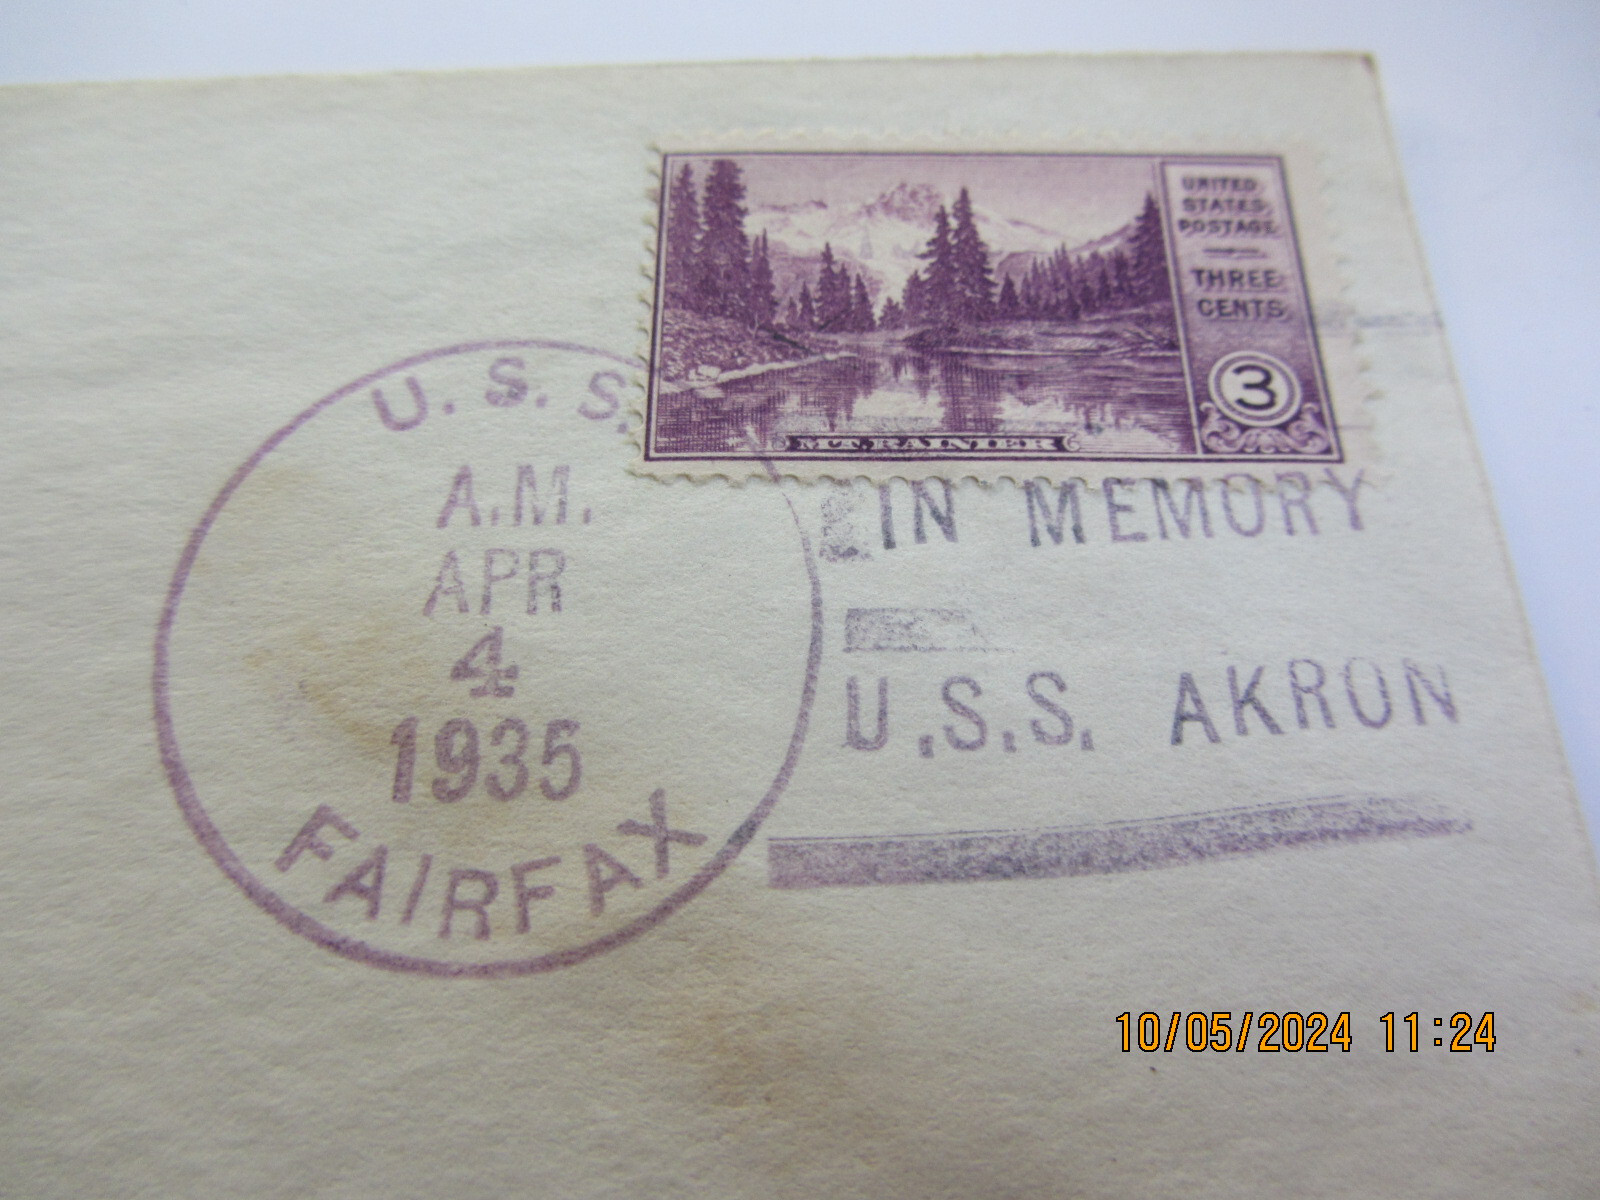 UNITED
STATES
POSTAGE
THREE
CENTS
3
MT. RAINIER
U.S.S.
A.M.
APR
4
1935
FAIRFAX
IN MEMORY
U.S.S. AKRON
10/05/2024 11:24